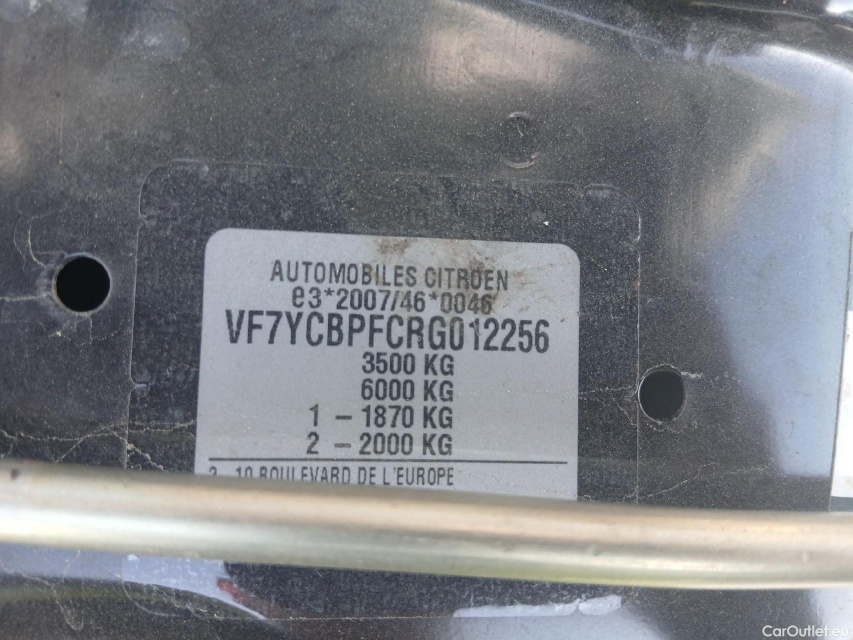 AUTOMOBILES CITROEN
e3*2007/46*0046
VF7YCBPFCRG012256
3500 KG
6000 KG
1 - 1870 KG
2 - 2000 KG
2 10 BOULEVARD DE L'EUROPE
CarOutlet.eu